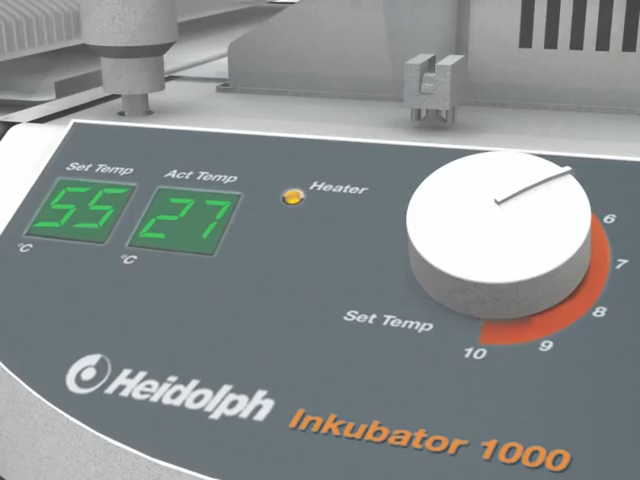 Set Temp
Act Temp
Heater
55
27
°C
°C
6
7
8
9
10
Set Temp
Heidolph
Inkubator 1000